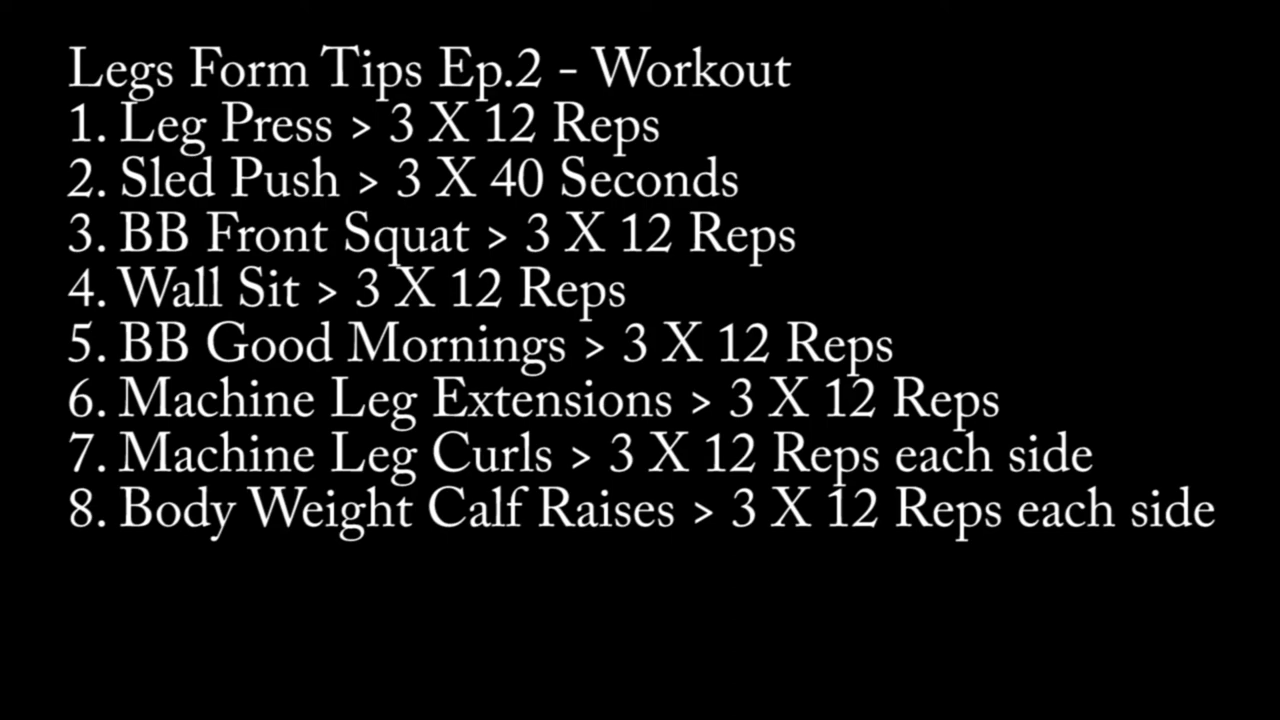 Legs Form Tips Ep.2 - Workout
1. Leg Press > 3 X 12 Reps
2. Sled Push > 3 X 40 Seconds
3. BB Front Squat > 3 X 12 Reps
4. Wall Sit > 3 X 12 Reps
5. BB Good Mornings > 3 X 12 Reps
6. Machine Leg Extensions > 3 X 12 Reps
7. Machine Leg Curls > 3 X 12 Reps each side
8. Body Weight Calf Raises > 3 X 12 Reps each side